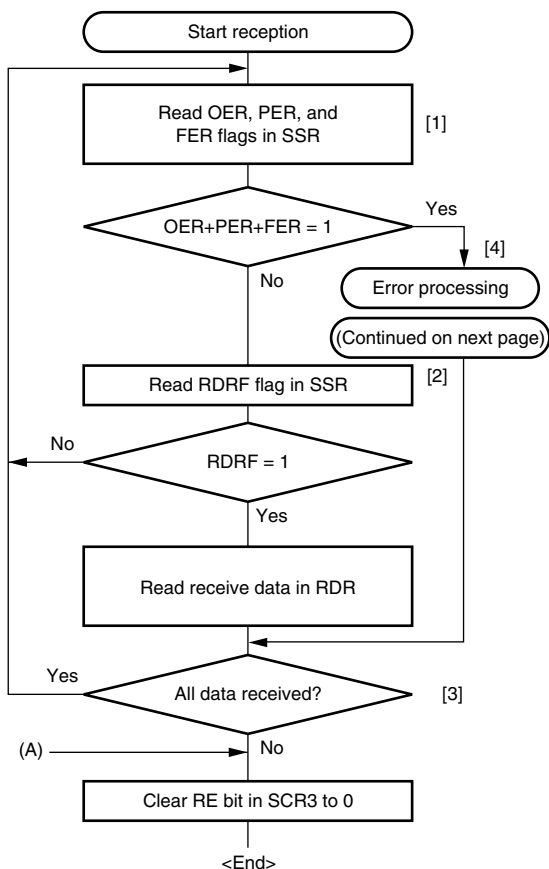 Start reception
Read OER, PER, and
FER flags in SSR
[1]
OER+PER+FER = 1
Yes
[4]
No
Error processing
(Continued on next page)
Read RDRF flag in SSR
[2]
No
RDRF = 1
Yes
Read receive data in RDR
Yes
All data received?
[3]
(A)
No
Clear RE bit in SCR3 to 0
<End>